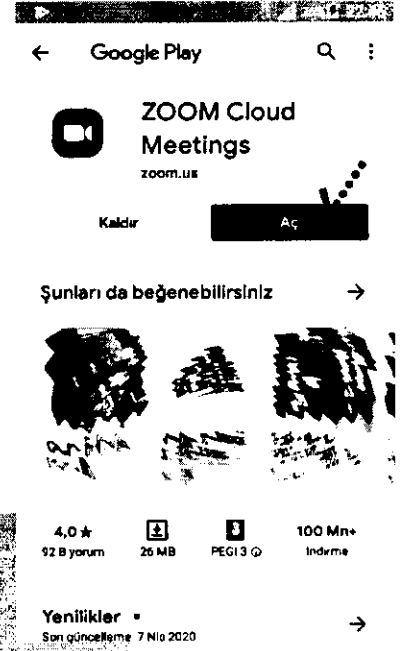 Google Play
ZOOM Cloud
Meetings
zoom.us
Kaldır
Aç
Şunları da beğenebilirsiniz
4,0 ★
92 B yorum
26 MB
PEGI 3
100 Mn+
İndirme
Yenilikler •
Son güncelleme 7 Nis 2020